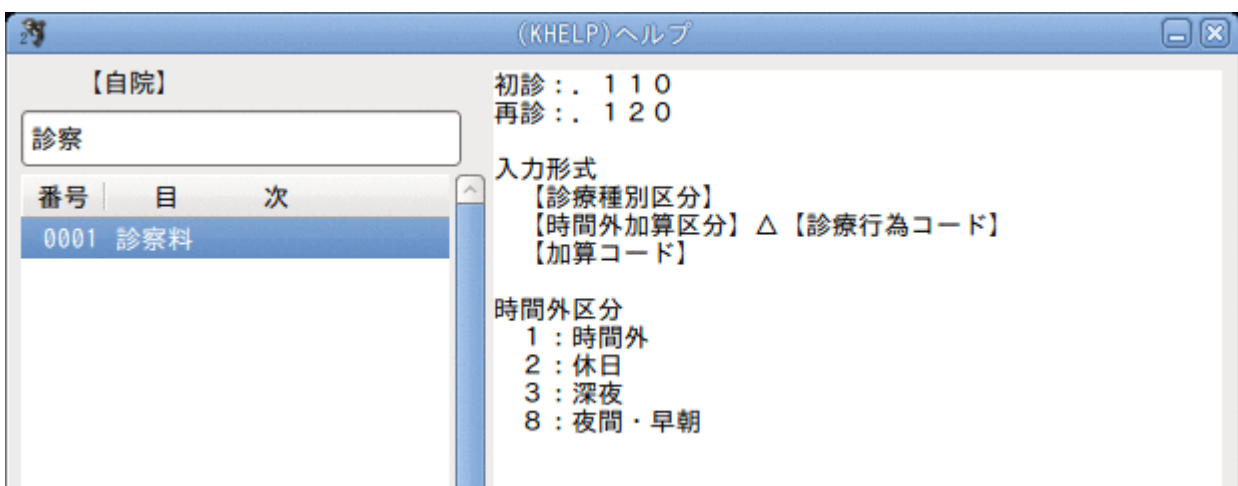 (KHELP)ヘルプ
【自院】
診察
番号 目 次
0001 診察料
初診:．１１０
再診:．１２０
入力形式
【診療種別区分】
【時間外加算区分】△【診療行為コード】
【加算コード】
時間外区分
１：時間外
２：休日
３：深夜
８：夜間・早朝